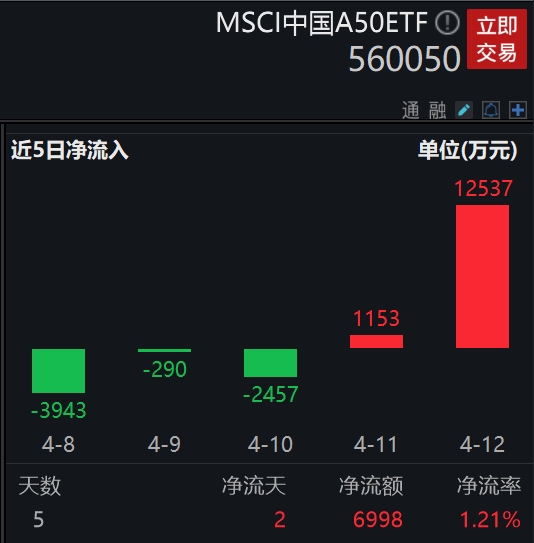 MSCI中国A50ETF
立即
交易
560050
通 融
近5日净流入 单位(万元)
12537
1153
-290
-2457
-3943
4-8 4-9 4-10 4-11 4-12
天数 净流天 净流额 净流率
5 2 6998 1.21%